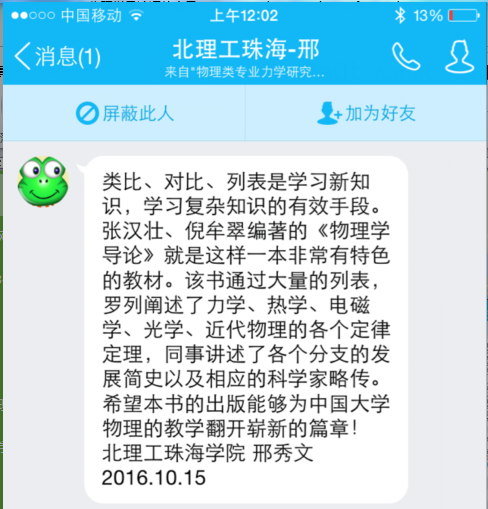 中国移动 上午12:02 13%
消息(1) 北理工珠海-邢
来自"物理类专业力学研究...
屏蔽此人 加为好友
类比、对比、列表是学习新知
识，学习复杂知识的有效手段。
张汉壮、倪牟翠编著的《物理学
导论》就是这样一本非常有特色
的教材。该书通过大量的列表，
罗列阐述了力学、热学、电磁
学、光学、近代物理的各个定律
定理，同事讲述了各个分支的发
展简史以及相应的科学家略传。
希望本书的出版能够为中国大学
物理的教学翻开崭新的篇章！
北理工珠海学院 邢秀文
2016.10.15